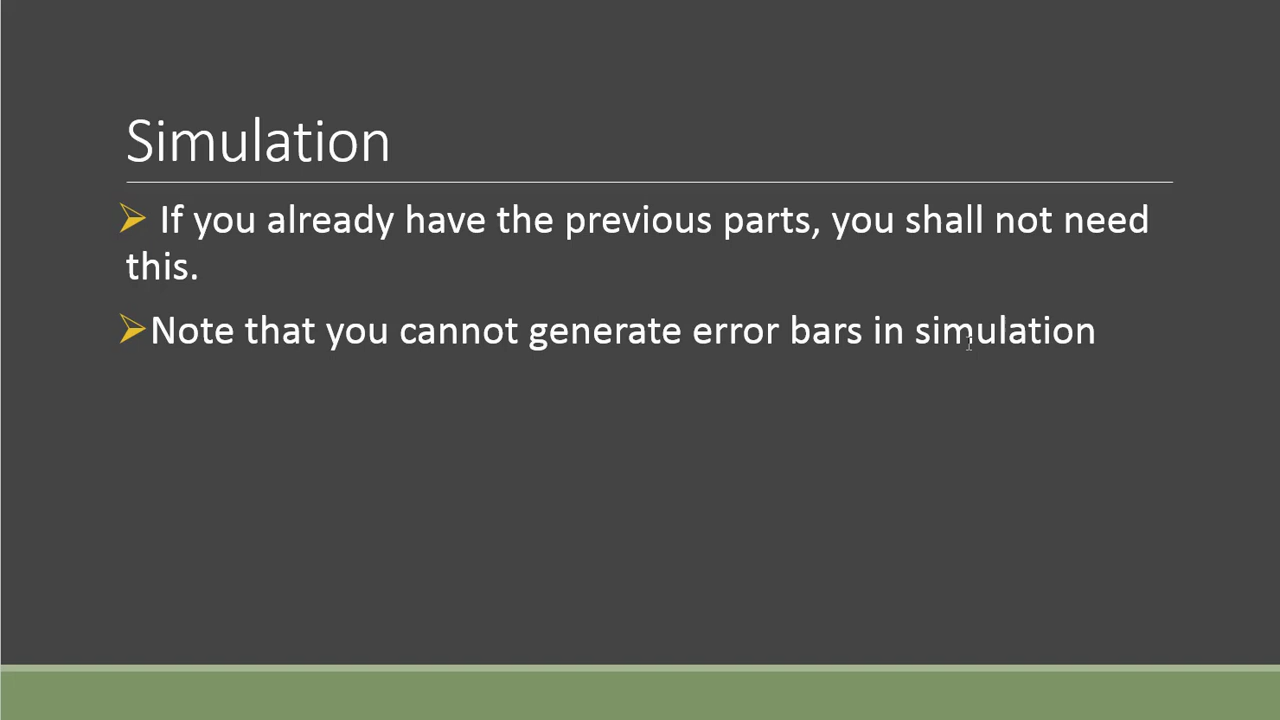 Simulation
If you already have the previous parts, you shall not need
this.
Note that you cannot generate error bars in simulation